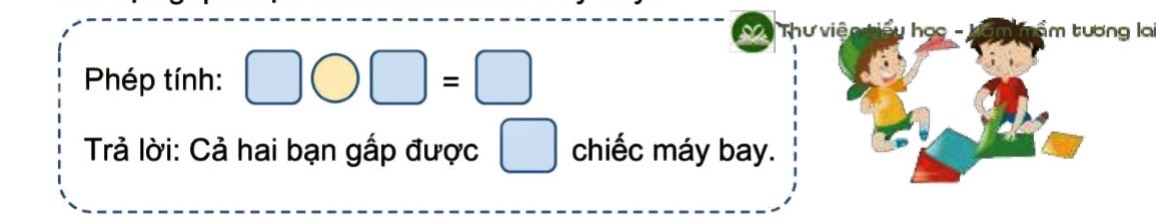 Thư viện tiểu học - Ươm mầm tương lai
Phép tính: =
Trả lời: Cả hai bạn gấp được chiếc máy bay.